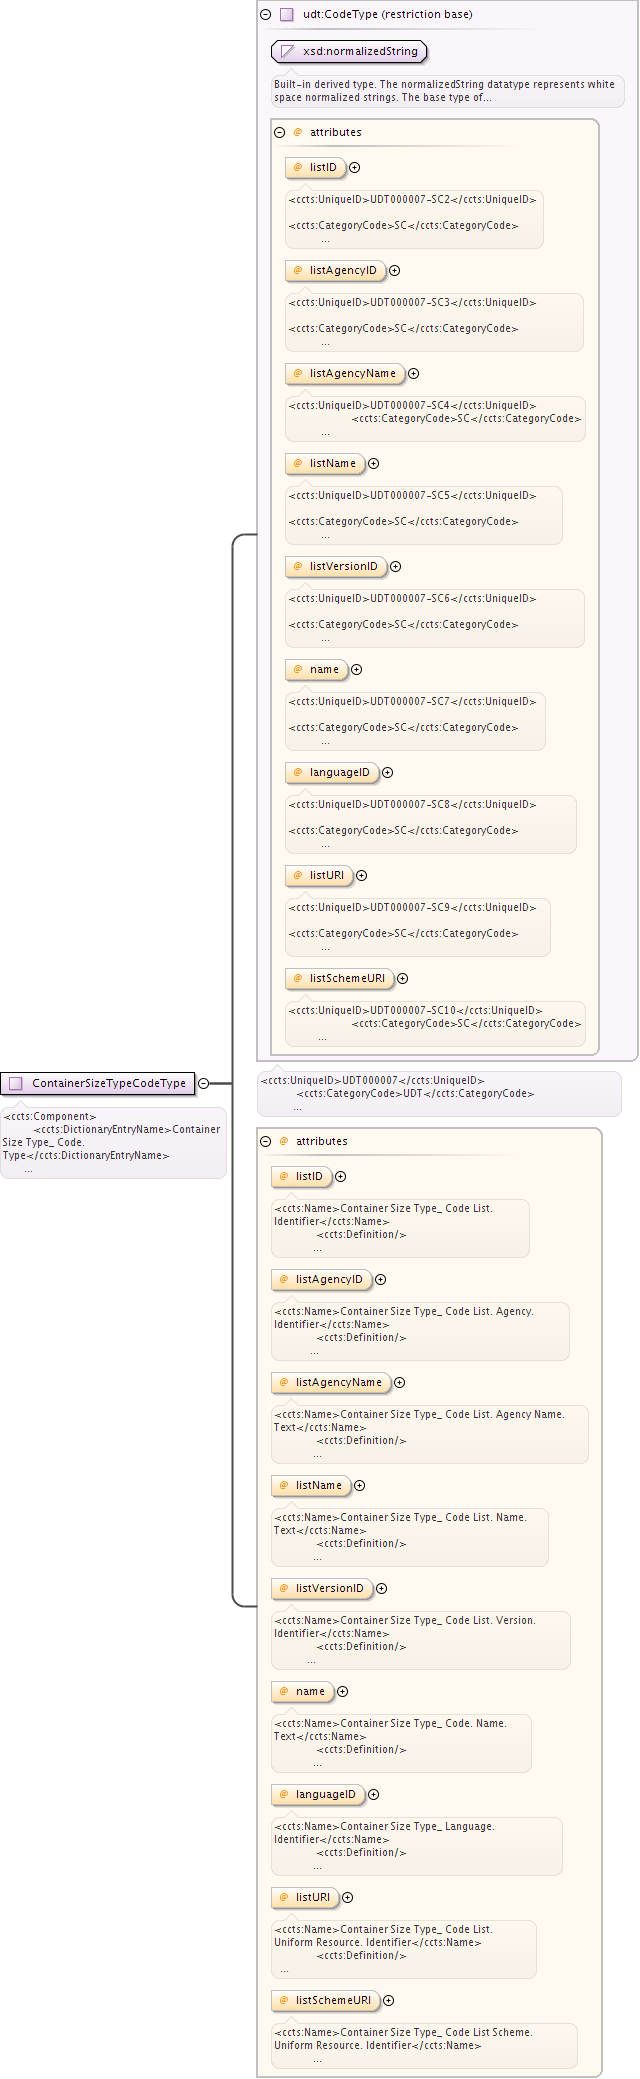 udt:CodeType (restriction base)
xsd:normalizedString
Built-in derived type. The normalizedString datatype represents white
space normalized strings. The base type of...
@ attributes
@ listID
<ccts:UniqueID>UDT000007-SC2</ccts:UniqueID>
<ccts:CategoryCode>SC</ccts:CategoryCode>
...
@ listAgencyID
<ccts:UniqueID>UDT000007-SC3</ccts:UniqueID>
<ccts:CategoryCode>SC</ccts:CategoryCode>
...
@ listAgencyName
<ccts:UniqueID>UDT000007-SC4</ccts:UniqueID>
<ccts:CategoryCode>SC</ccts:CategoryCode>
...
@ listName
<ccts:UniqueID>UDT000007-SC5</ccts:UniqueID>
<ccts:CategoryCode>SC</ccts:CategoryCode>
...
@ listVersionID
<ccts:UniqueID>UDT000007-SC6</ccts:UniqueID>
<ccts:CategoryCode>SC</ccts:CategoryCode>
...
@ name
<ccts:UniqueID>UDT000007-SC7</ccts:UniqueID>
<ccts:CategoryCode>SC</ccts:CategoryCode>
...
@ languageID
<ccts:UniqueID>UDT000007-SC8</ccts:UniqueID>
<ccts:CategoryCode>SC</ccts:CategoryCode>
...
@ listURI
<ccts:UniqueID>UDT000007-SC9</ccts:UniqueID>
<ccts:CategoryCode>SC</ccts:CategoryCode>
...
@ listSchemeURI
<ccts:UniqueID>UDT000007-SC10</ccts:UniqueID>
<ccts:CategoryCode>SC</ccts:CategoryCode>
...
ContainerSizeTypeCodeType
<ccts:Component>
<ccts:DictionaryEntryName>Container
Size Type_ Code.
Type</ccts:DictionaryEntryName>
...
<ccts:UniqueID>UDT000007</ccts:UniqueID>
<ccts:CategoryCode>UDT</ccts:CategoryCode>
...
@ attributes
@ listID
<ccts:Name>Container Size Type_ Code List.
Identifier</ccts:Name>
<ccts:Definition/>
...
@ listAgencyID
<ccts:Name>Container Size Type_ Code List. Agency.
Identifier</ccts:Name>
<ccts:Definition/>
...
@ listAgencyName
<ccts:Name>Container Size Type_ Code List. Agency Name.
Text</ccts:Name>
<ccts:Definition/>
...
@ listName
<ccts:Name>Container Size Type_ Code List. Name.
Text</ccts:Name>
<ccts:Definition/>
...
@ listVersionID
<ccts:Name>Container Size Type_ Code List. Version.
Identifier</ccts:Name>
<ccts:Definition/>
...
@ name
<ccts:Name>Container Size Type_ Code. Name.
Text</ccts:Name>
<ccts:Definition/>
...
@ languageID
<ccts:Name>Container Size Type_ Language.
Identifier</ccts:Name>
<ccts:Definition/>
...
@ listURI
<ccts:Name>Container Size Type_ Code List.
Uniform Resource. Identifier</ccts:Name>
<ccts:Definition/>
...
@ listSchemeURI
<ccts:Name>Container Size Type_ Code List Scheme.
Uniform Resource. Identifier</ccts:Name>
...